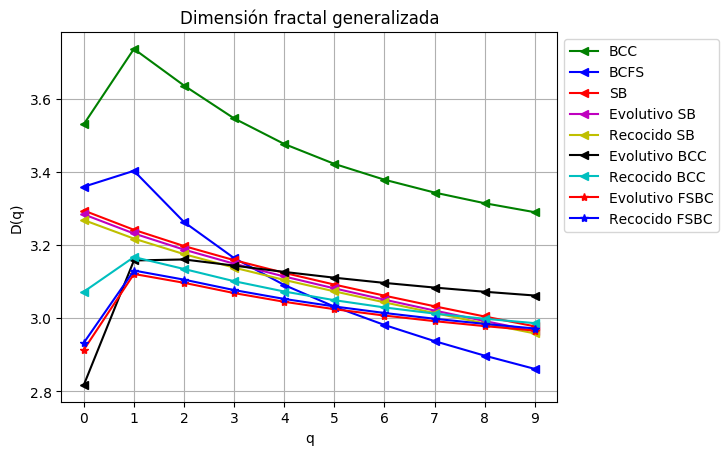 Dimensión fractal generalizada
D(q)
3.6
3.4
3.2
3.0
2.8
0 1 2 3 4 5 6 7 8 9
q
BCC
BCFS
SB
Evolutivo SB
Recocido SB
Evolutivo BCC
Recocido BCC
Evolutivo FSBC
Recocido FSBC